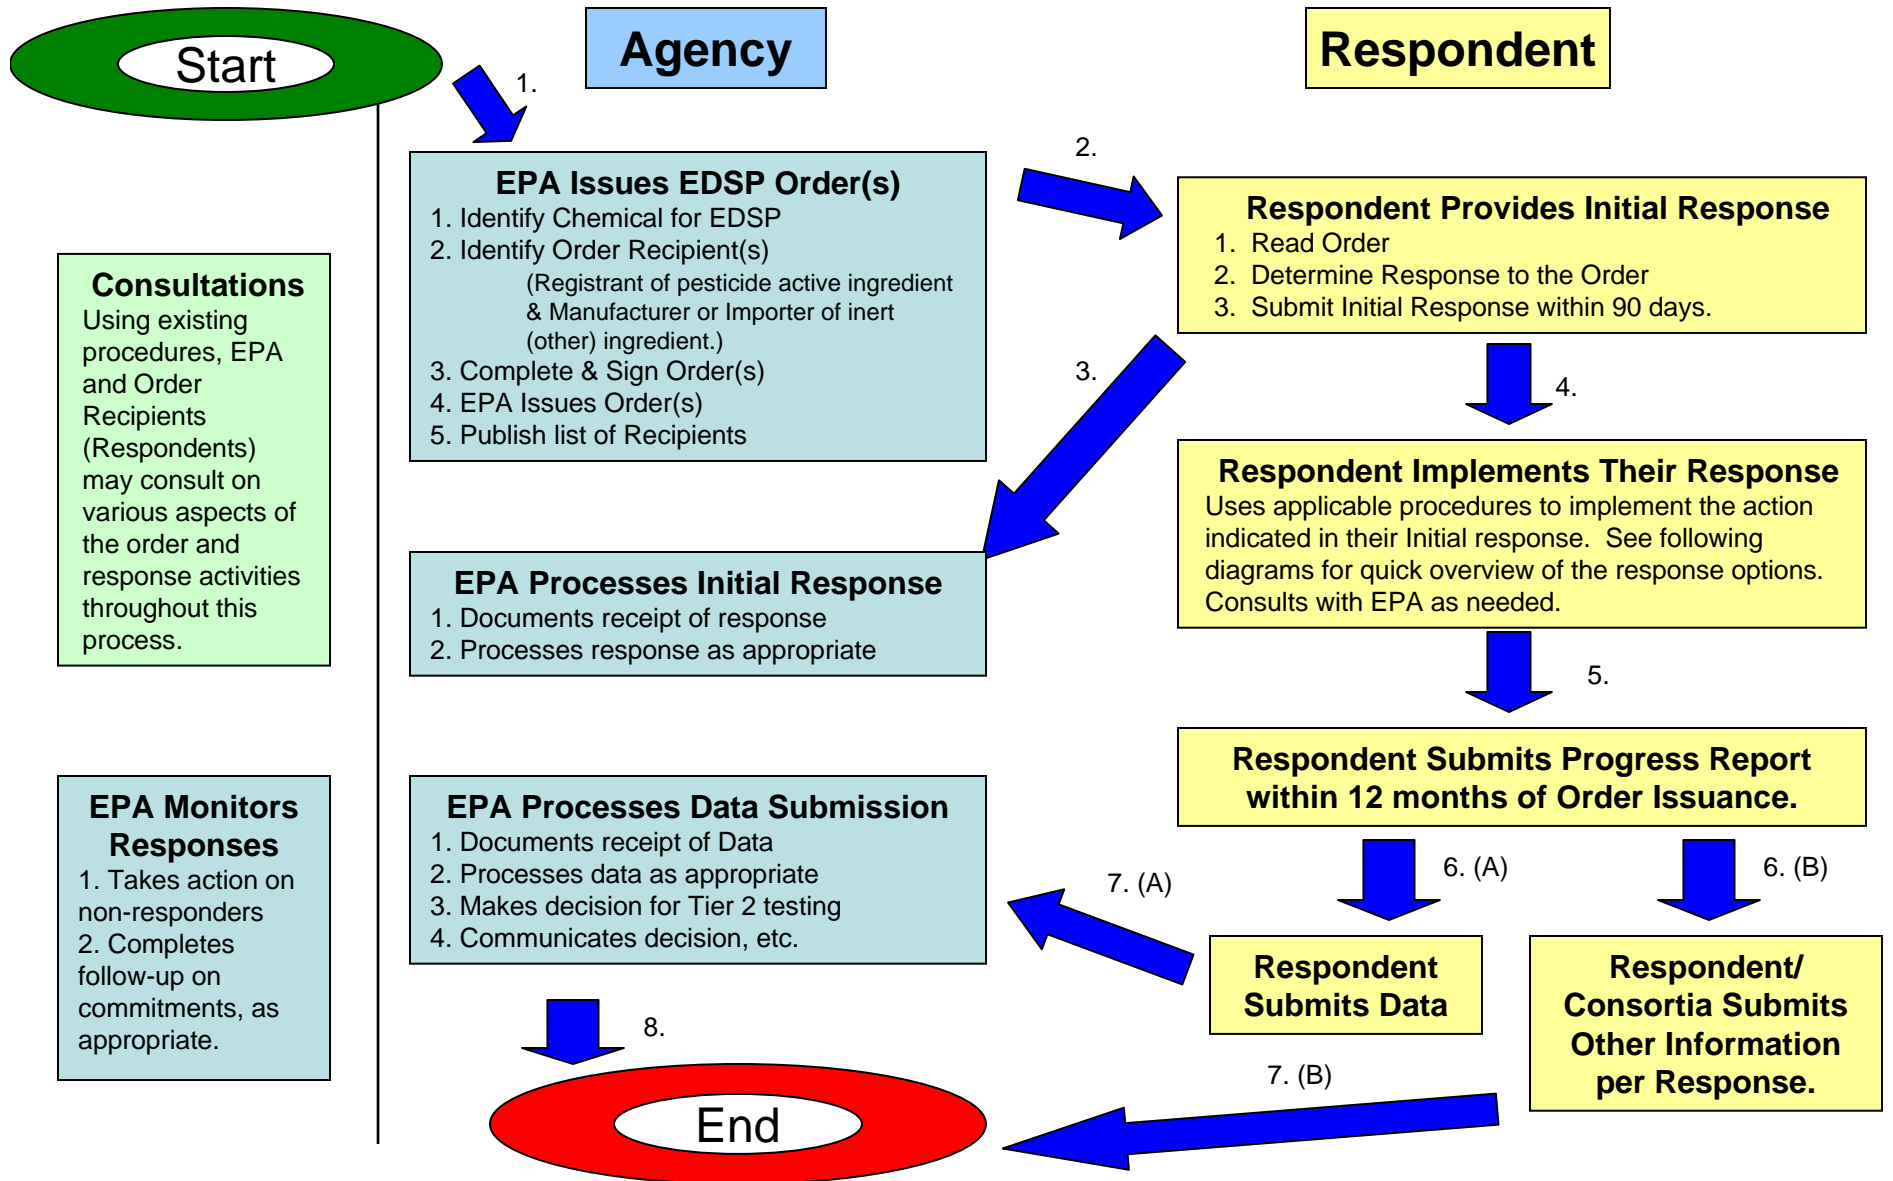 Start
Agency
Respondent
1.
EPA Issues EDSP Order(s)
1. Identify Chemical for EDSP
2. Identify Order Recipient(s)
(Registrant of pesticide active ingredient
& Manufacturer or Importer of inert
(other) ingredient.)
3. Complete & Sign Order(s)
4. EPA Issues Order(s)
5. Publish list of Recipients
2.
Respondent Provides Initial Response
1. Read Order
2. Determine Response to the Order
3. Submit Initial Response within 90 days.
Consultations
Using existing
procedures, EPA
and Order
Recipients
(Respondents)
may consult on
various aspects of
the order and
response activities
throughout this
process.
3.
4.
Respondent Implements Their Response
Uses applicable procedures to implement the action
indicated in their Initial response. See following
diagrams for quick overview of the response options.
Consults with EPA as needed.
EPA Processes Initial Response
1. Documents receipt of response
2. Processes response as appropriate
5.
Respondent Submits Progress Report
within 12 months of Order Issuance.
EPA Monitors
Responses
1. Takes action on
non-responders
2. Completes
follow-up on
commitments, as
appropriate.
EPA Processes Data Submission
1. Documents receipt of Data
2. Processes data as appropriate
3. Makes decision for Tier 2 testing
4. Communicates decision, etc.
6. (A)
6. (B)
7. (A)
Respondent
Submits Data
Respondent/
Consortia Submits
Other Information
per Response.
8.
7. (B)
End